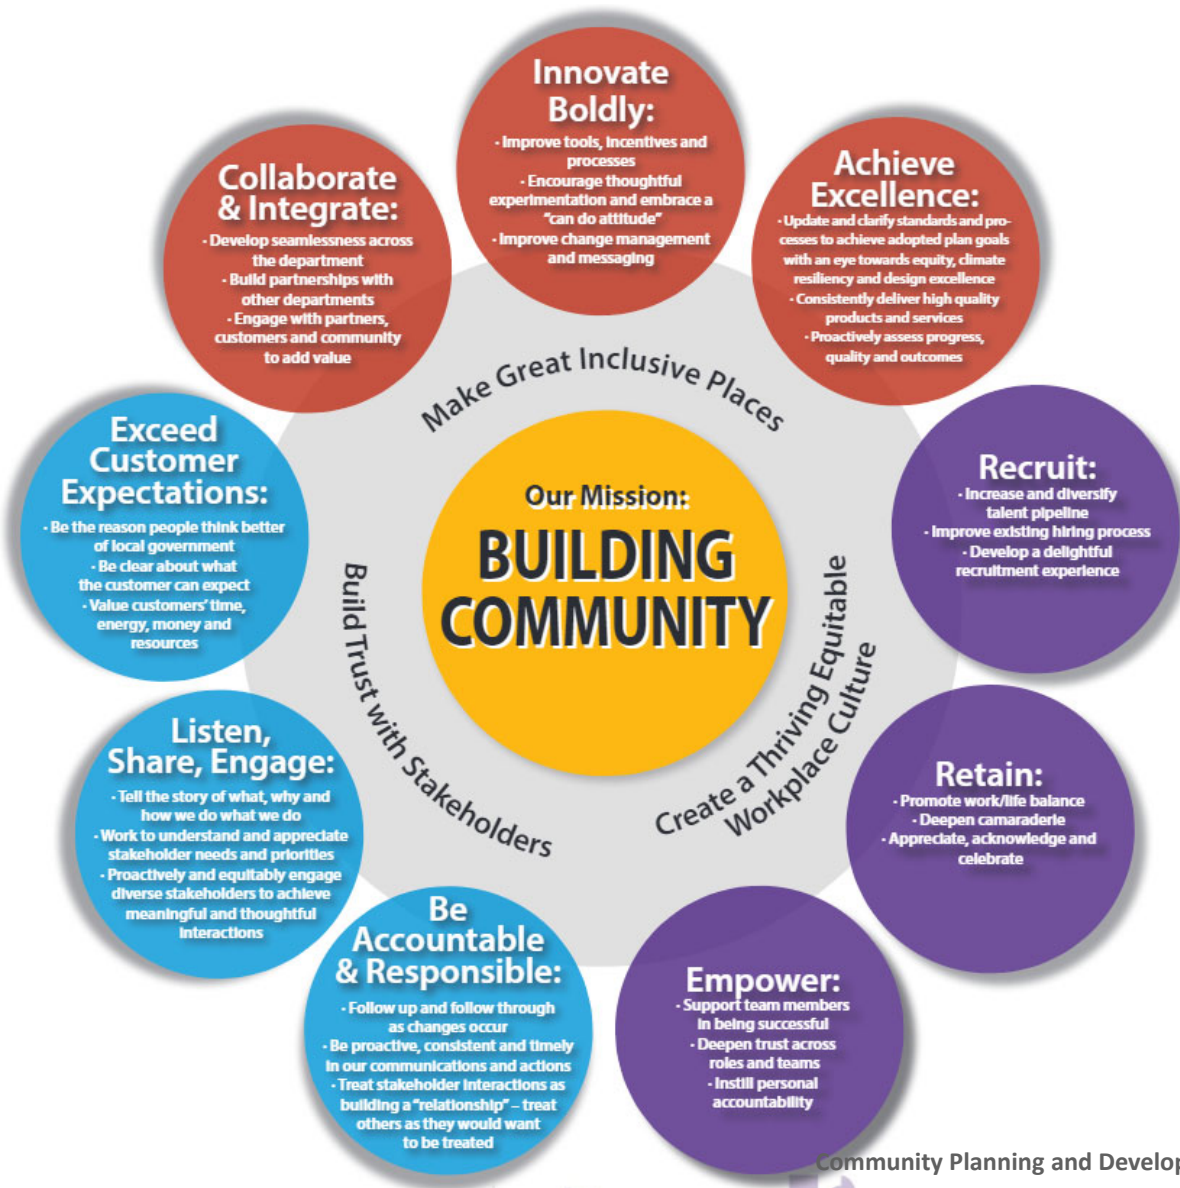 Innovate
Boldly:
· Improve tools, incentives and
processes
· Encourage thoughtful
experimentation and embrace a
"can do attitude"
· Improve change management
and messaging
Achieve
Excellence:
· Update and clarify standards and pro-
cesses to achieve adopted plan goals
with an eye towards equity, climate
resiliency and design excellence
· Consistently deliver high quality
products and services
· Proactively assess progress,
quality and outcomes
Collaborate
& Integrate:
· Develop seamlessness across
the department
· Build partnerships with
other departments
· Engage with partners,
customers and community
to add value
Make Great Inclusive Places
Exceed
Customer
Expectations:
· Be the reason people think better
of local government
· Be clear about what
the customer can expect
· Value customers' time,
energy, money and
resources
Our Mission:
BUILDING
COMMUNITY
Recruit:
· Increase and diversify
talent pipeline
· Improve existing hiring process
· Develop a delightful
recruitment experience
Build Trust with Stakeholders
Create a Thriving Equitable
Workplace Culture
Listen,
Share, Engage:
· Tell the story of what, why and
how we do what we do
· Work to understand and appreciate
stakeholder needs and priorities
· Proactively and equitably engage
diverse stakeholders to achieve
meaningful and thoughtful
interactions
Retain:
· Promote work/life balance
· Deepen camaraderie
· Appreciate, acknowledge and
celebrate
Be
Accountable
& Responsible:
· Follow up and follow through
as changes occur
· Be proactive, consistent and timely
in our communications and actions
· Treat stakeholder interactions as
building a "relationship" – treat
others as they would want
to be treated
Empower:
· Support team members
in being successful
· Deepen trust across
roles and teams
· Instill personal
accountability
Community Planning and Develop